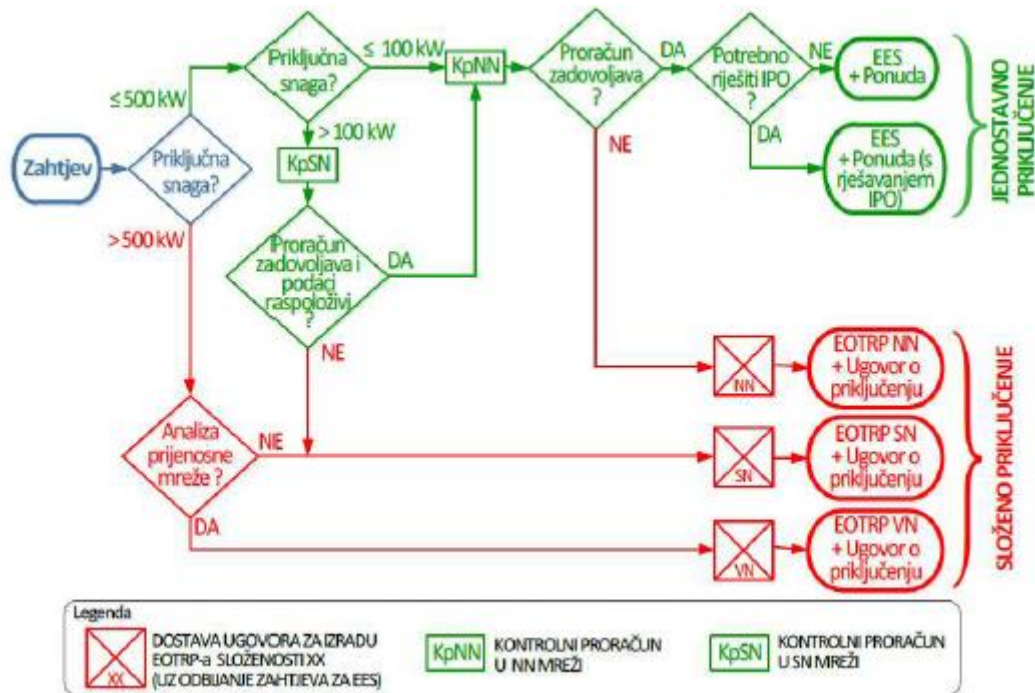 Zahtjev
Priključna
snaga?
≤ 500 kW
> 500 kW
Priključna
snaga?
≤ 100 kW
> 100 kW
KpSN
KpNN
Proračun
zadovoljava i
podaci
raspoloživi
?
DA
NE
Proračun
zadovoljava
?
DA
NE
Potrebno
riješiti IPO
?
NE
DA
EES
+ Ponuda
EES
+ Ponuda (s
rješavanjem
IPO)
JEDNOSTAVNO
PRIKLJUČENJE
Analiza
prijenosne
mreže ?
NE
DA
NN
EOTRP NN
+ Ugovor o
priključenju
SN
EOTRP SN
+ Ugovor o
priključenju
VN
EOTRP VN
+ Ugovor o
priključenju
SLOŽENO PRIKLJUČENJE
Legenda
XX
DOSTAVA UGOVORA ZA IZRADU
EOTRP-a SLOŽENOSTI XX
(UZ ODBIJANJE ZAHTJEVA ZA EES)
KpNN
KONTROLNI PRORAČUN
U NN MREŽI
KpSN
KONTROLNI PRORAČUN
U SN MREŽI